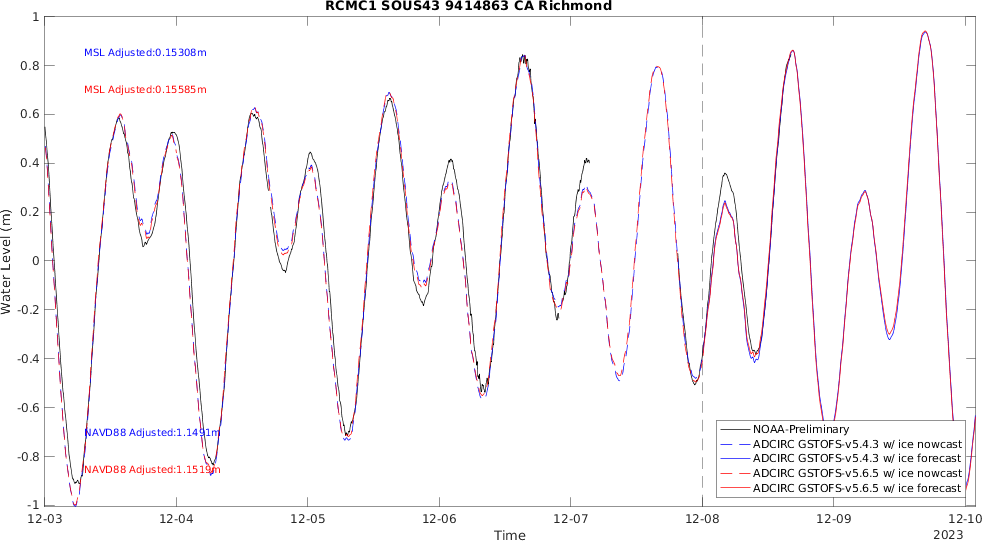 RCMC1 SOUS43 9414863 CA Richmond
1
0.8
0.6
0.4
0.2
0
-0.2
-0.4
-0.6
-0.8
-1
Water Level (m)
MSL Adjusted:0.15308m
MSL Adjusted:0.15585m
NAVD88 Adjusted:1.1491m
NAVD88 Adjusted:1.1519m
NOAA-Preliminary
ADCIRC GSTOFS-v5.4.3 w/ ice nowcast
ADCIRC GSTOFS-v5.4.3 w/ ice forecast
ADCIRC GSTOFS-v5.6.5 w/ ice nowcast
ADCIRC GSTOFS-v5.6.5 w/ ice forecast
12-03 12-04 12-05 12-06 12-07 12-08 12-09 12-10
Time
2023